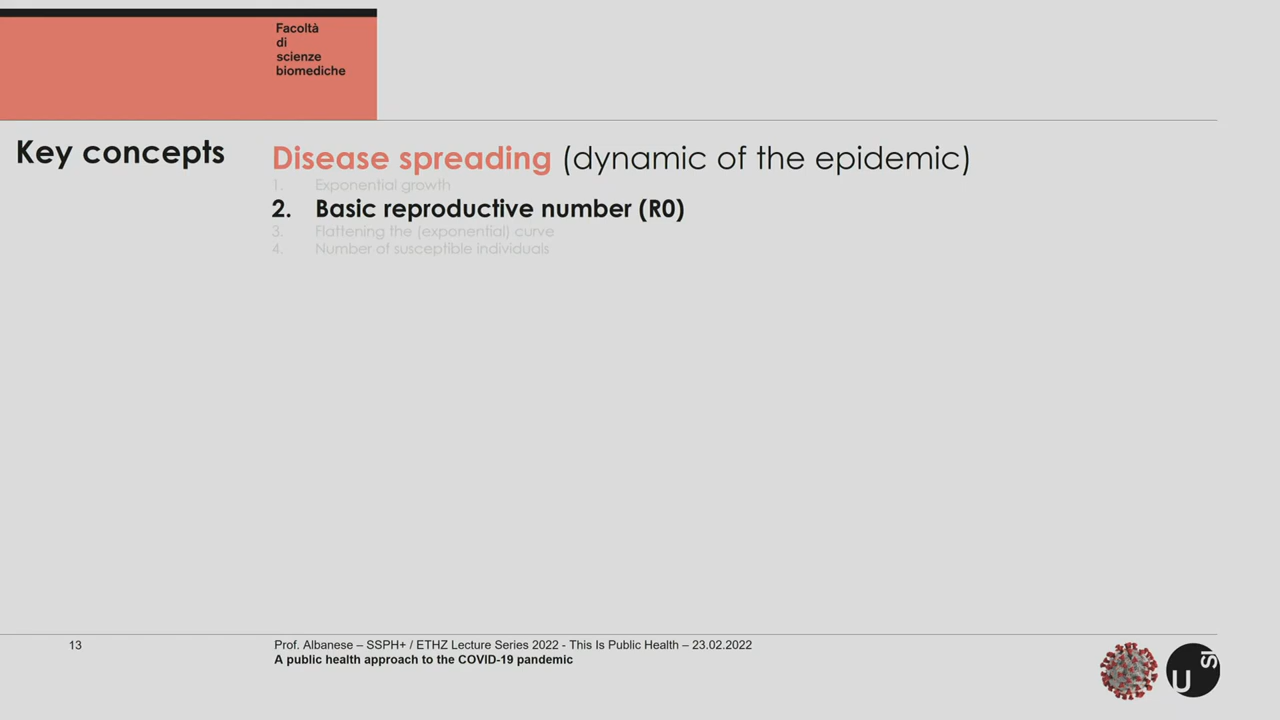 Facoltà
di
scienze
biomediche
Key concepts
Disease spreading (dynamic of the epidemic)
1. Exponential growth
2. Basic reproductive number (R0)
3. Flattening the (exponential) curve
4. Number of susceptible individuals
13
Prof. Albanese – SSPH+ / ETHZ Lecture Series 2022 - This Is Public Health – 23.02.2022
A public health approach to the COVID-19 pandemic
U
SI